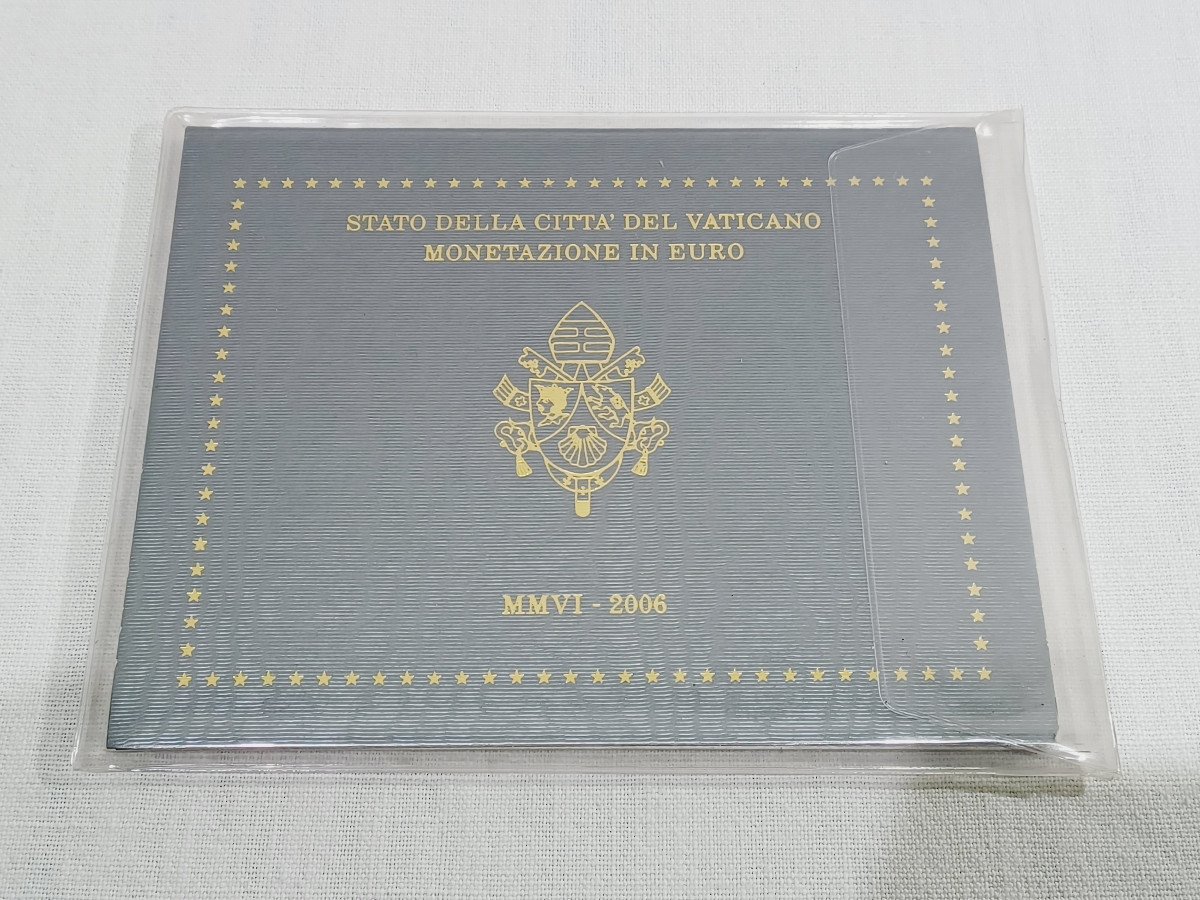 STATO DELLA CITTA' DEL VATICANO
MONETAZIONE IN EURO
MMVI - 2006